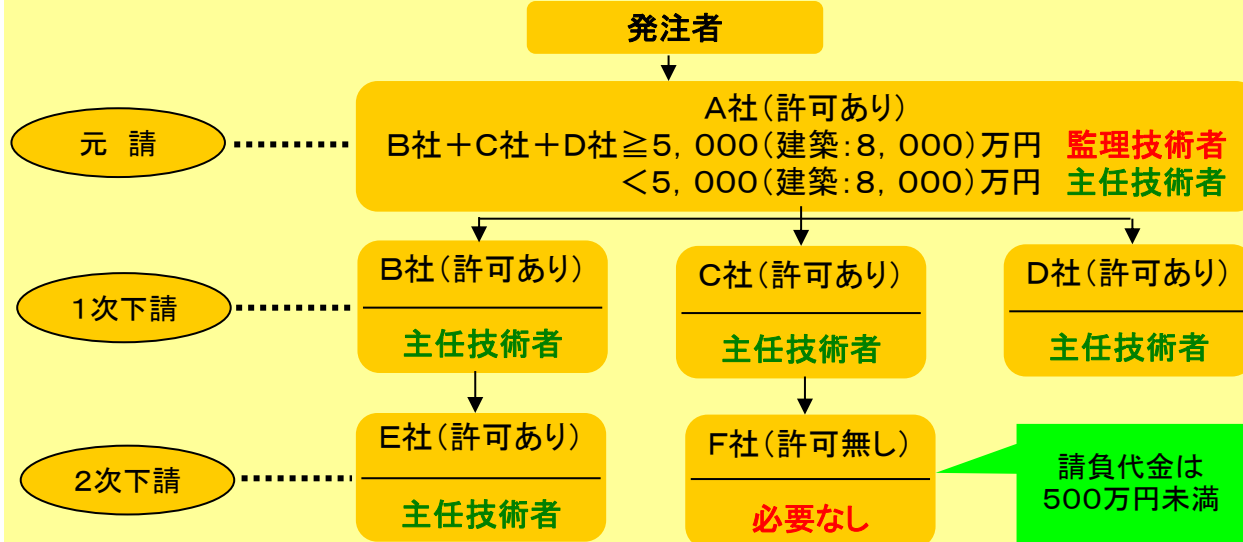 発注者
元 請
A社(許可あり)
B社+C社+D社≧5,000(建築:8,000)万円 監理技術者
<5,000(建築:8,000)万円 主任技術者
1次下請
B社(許可あり)
主任技術者
C社(許可あり)
主任技術者
D社(許可あり)
主任技術者
2次下請
E社(許可あり)
主任技術者
F社(許可無し)
必要なし
請負代金は
500万円未満